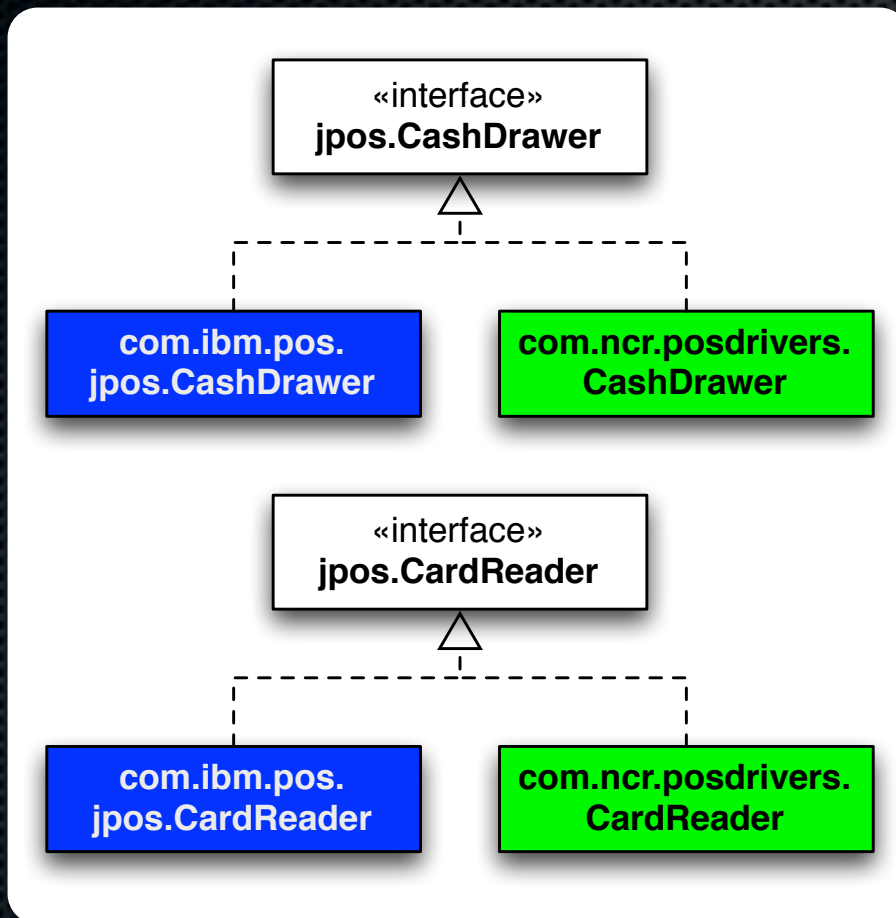 «interface»
jpos.CashDrawer
com.ibm.pos.
jpos.CashDrawer
com.ncr.posdrivers.
CashDrawer
«interface»
jpos.CardReader
com.ibm.pos.
jpos.CardReader
com.ncr.posdrivers.
CardReader